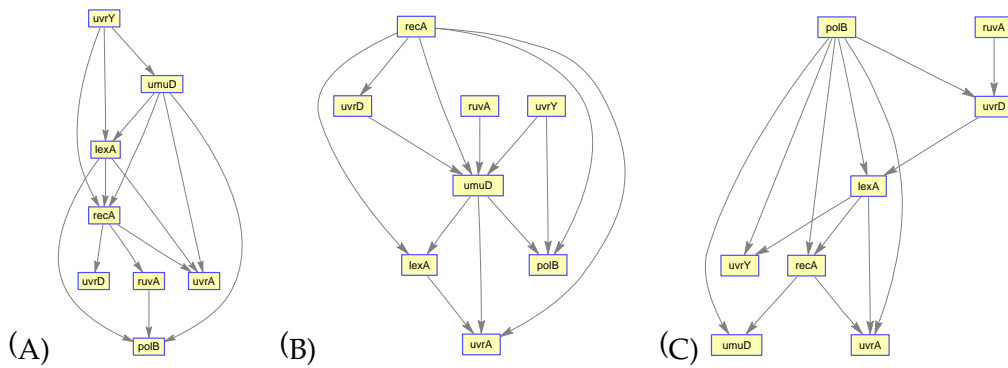 uvrY
umuD
lexA
recA
uvrD
ruvA
uvrA
polB
(A)
recA
uvrD
ruvA
uvrY
umuD
lexA
polB
uvrA
(B)
polB
ruvA
uvrD
lexA
uvrY
recA
umuD
uvrA
(C)